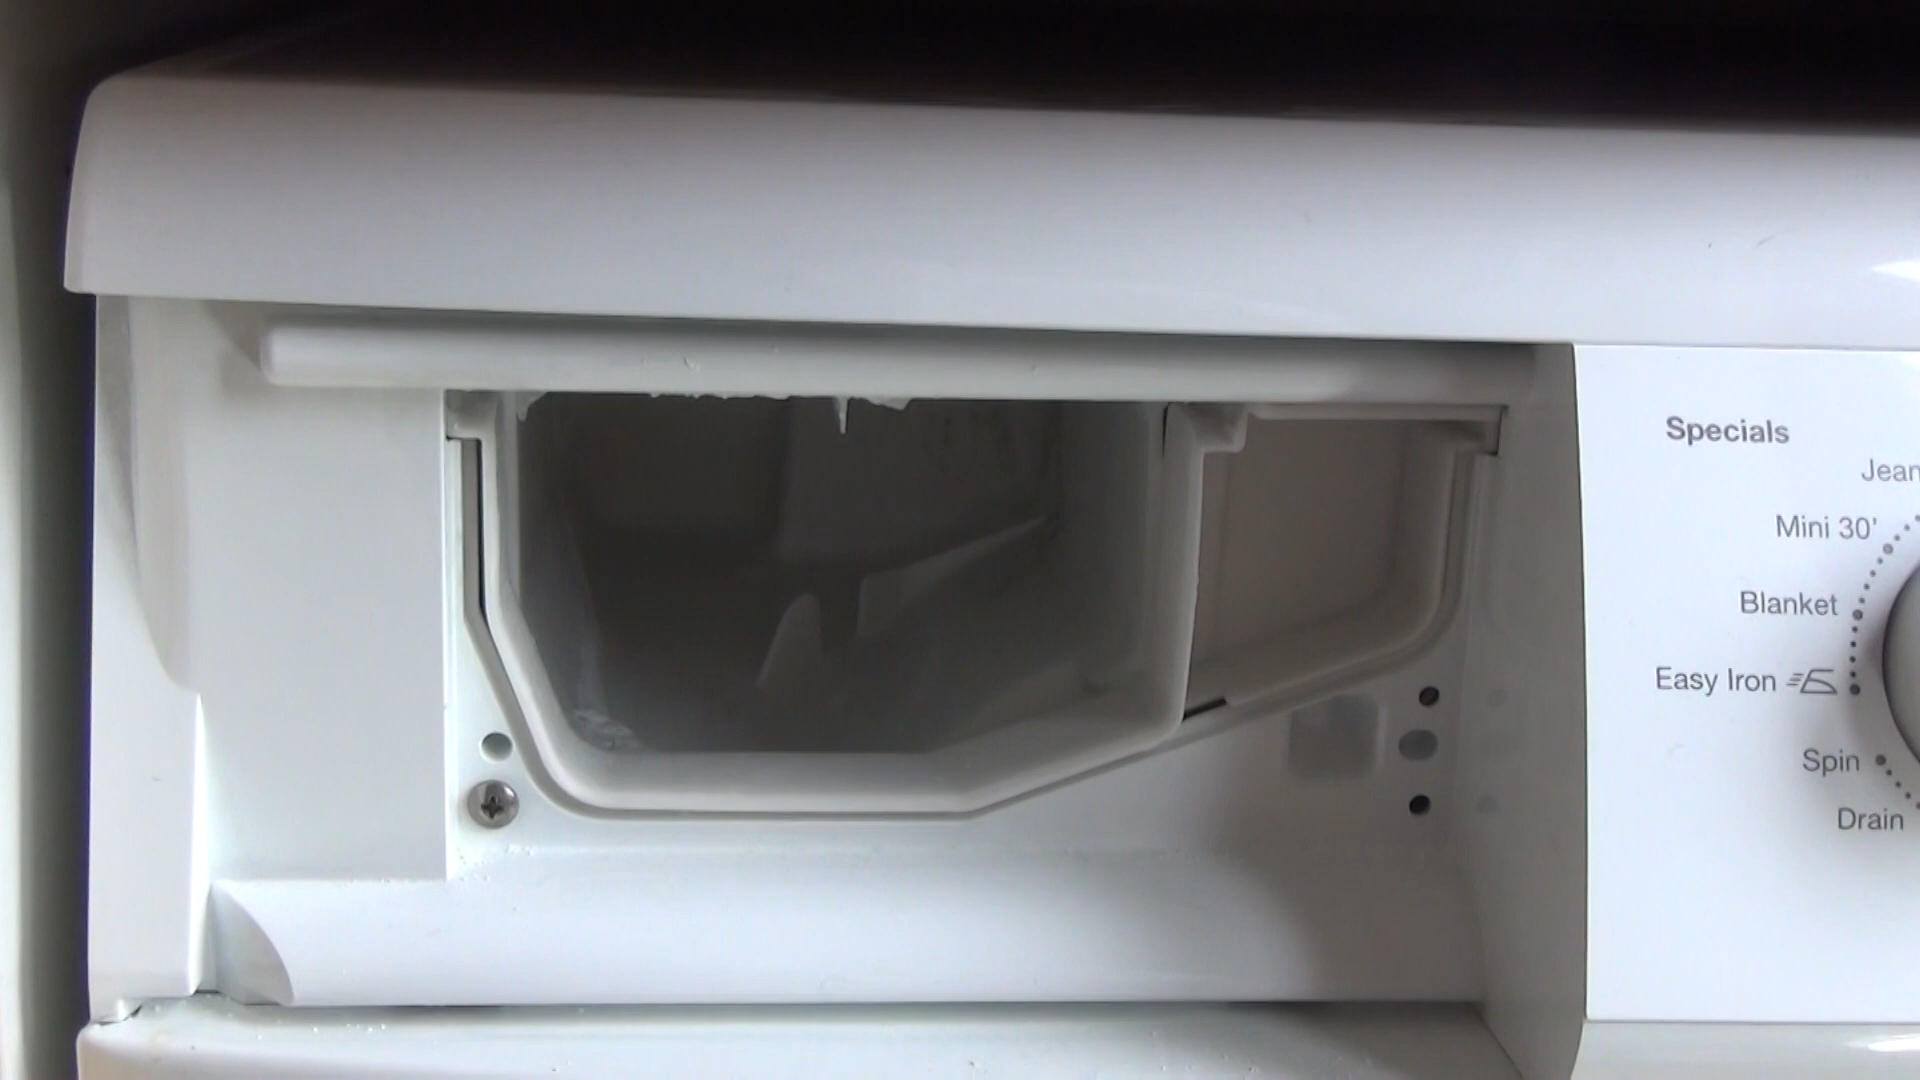 Specials
Mini 30'
Blanket
Easy Iron
Spin
Drain